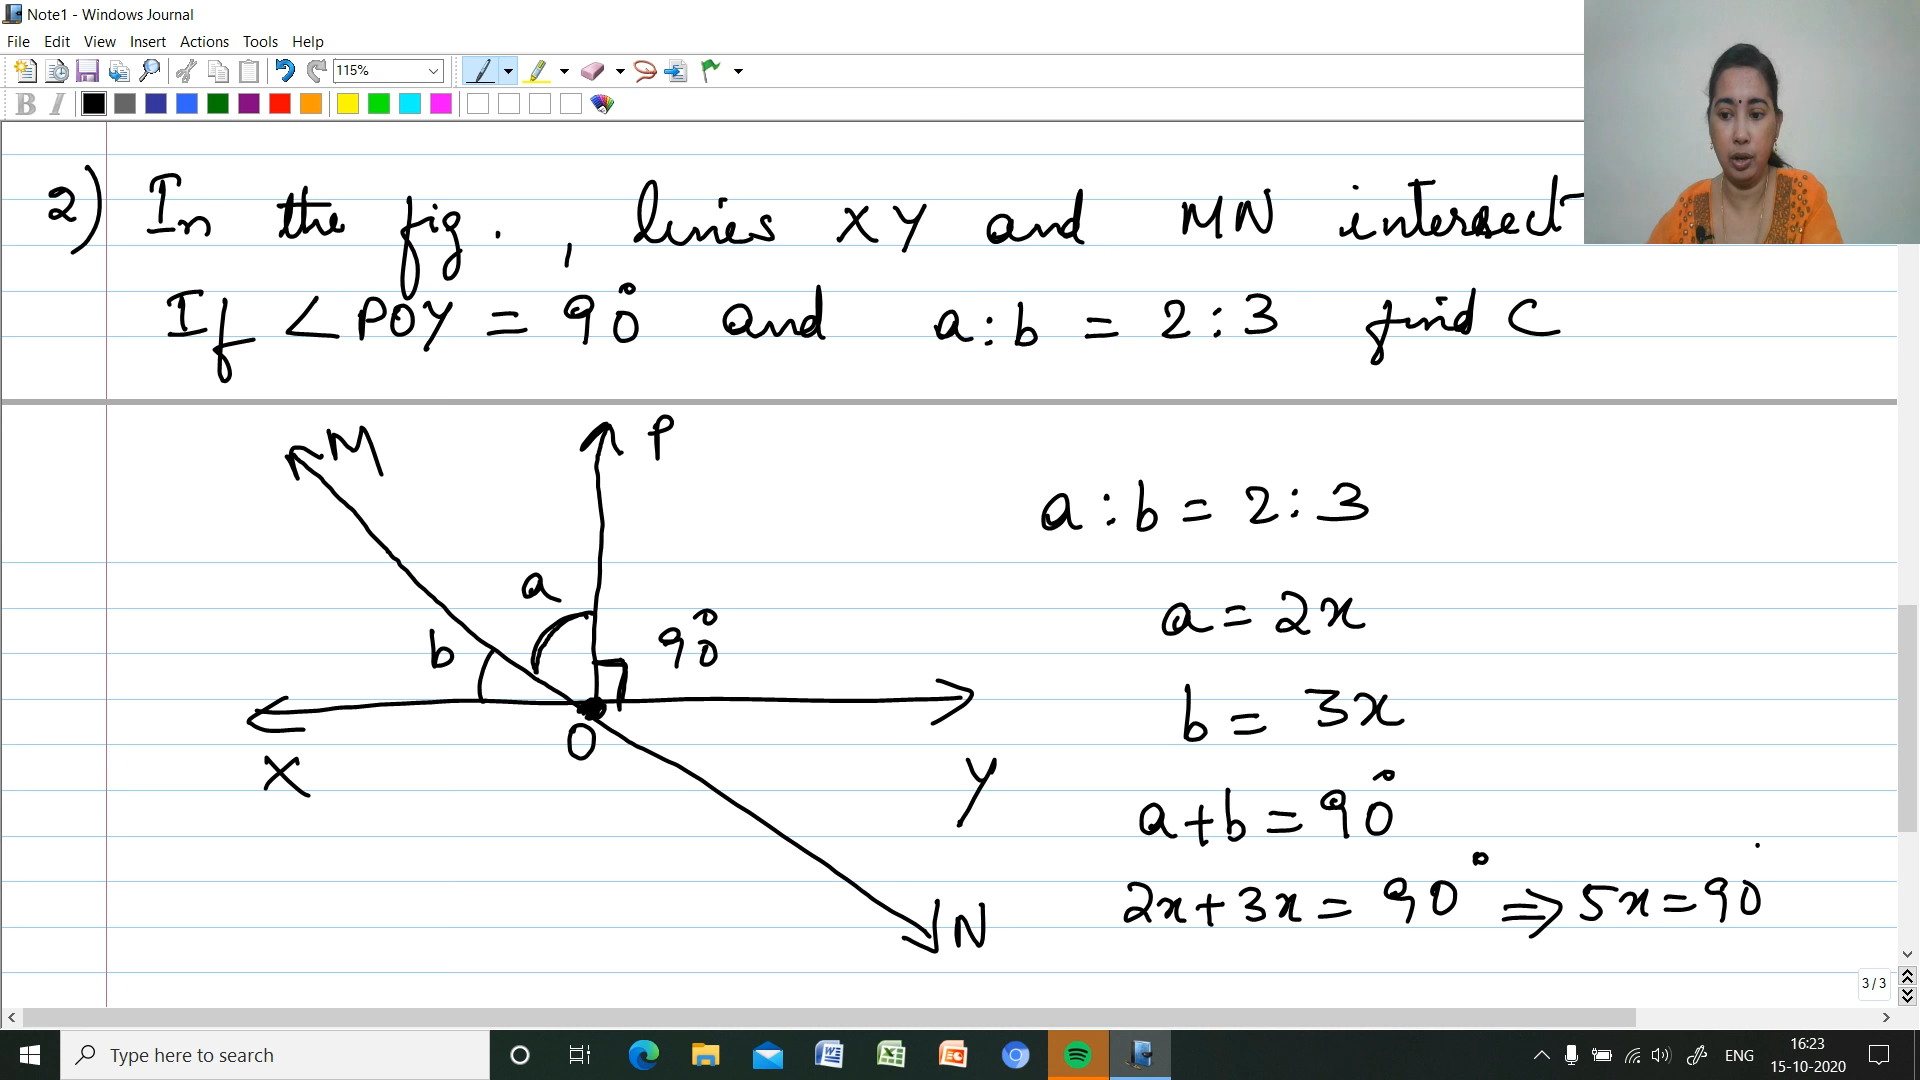 Note1 - Windows Journal
File Edit View Insert Actions Tools Help
115%
B I
2) In the fig. , lines XY and MN intersect
If ∠POY = 90° and a:b = 2:3 find C
M
P
a
b
90°
O
X
Y
N
a:b = 2:3
a = 2x
b = 3x
a+b = 90°
2x+3x = 90° ⇒ 5x = 90°
3 / 3
Type here to search
ENG
16:23
15-10-2020